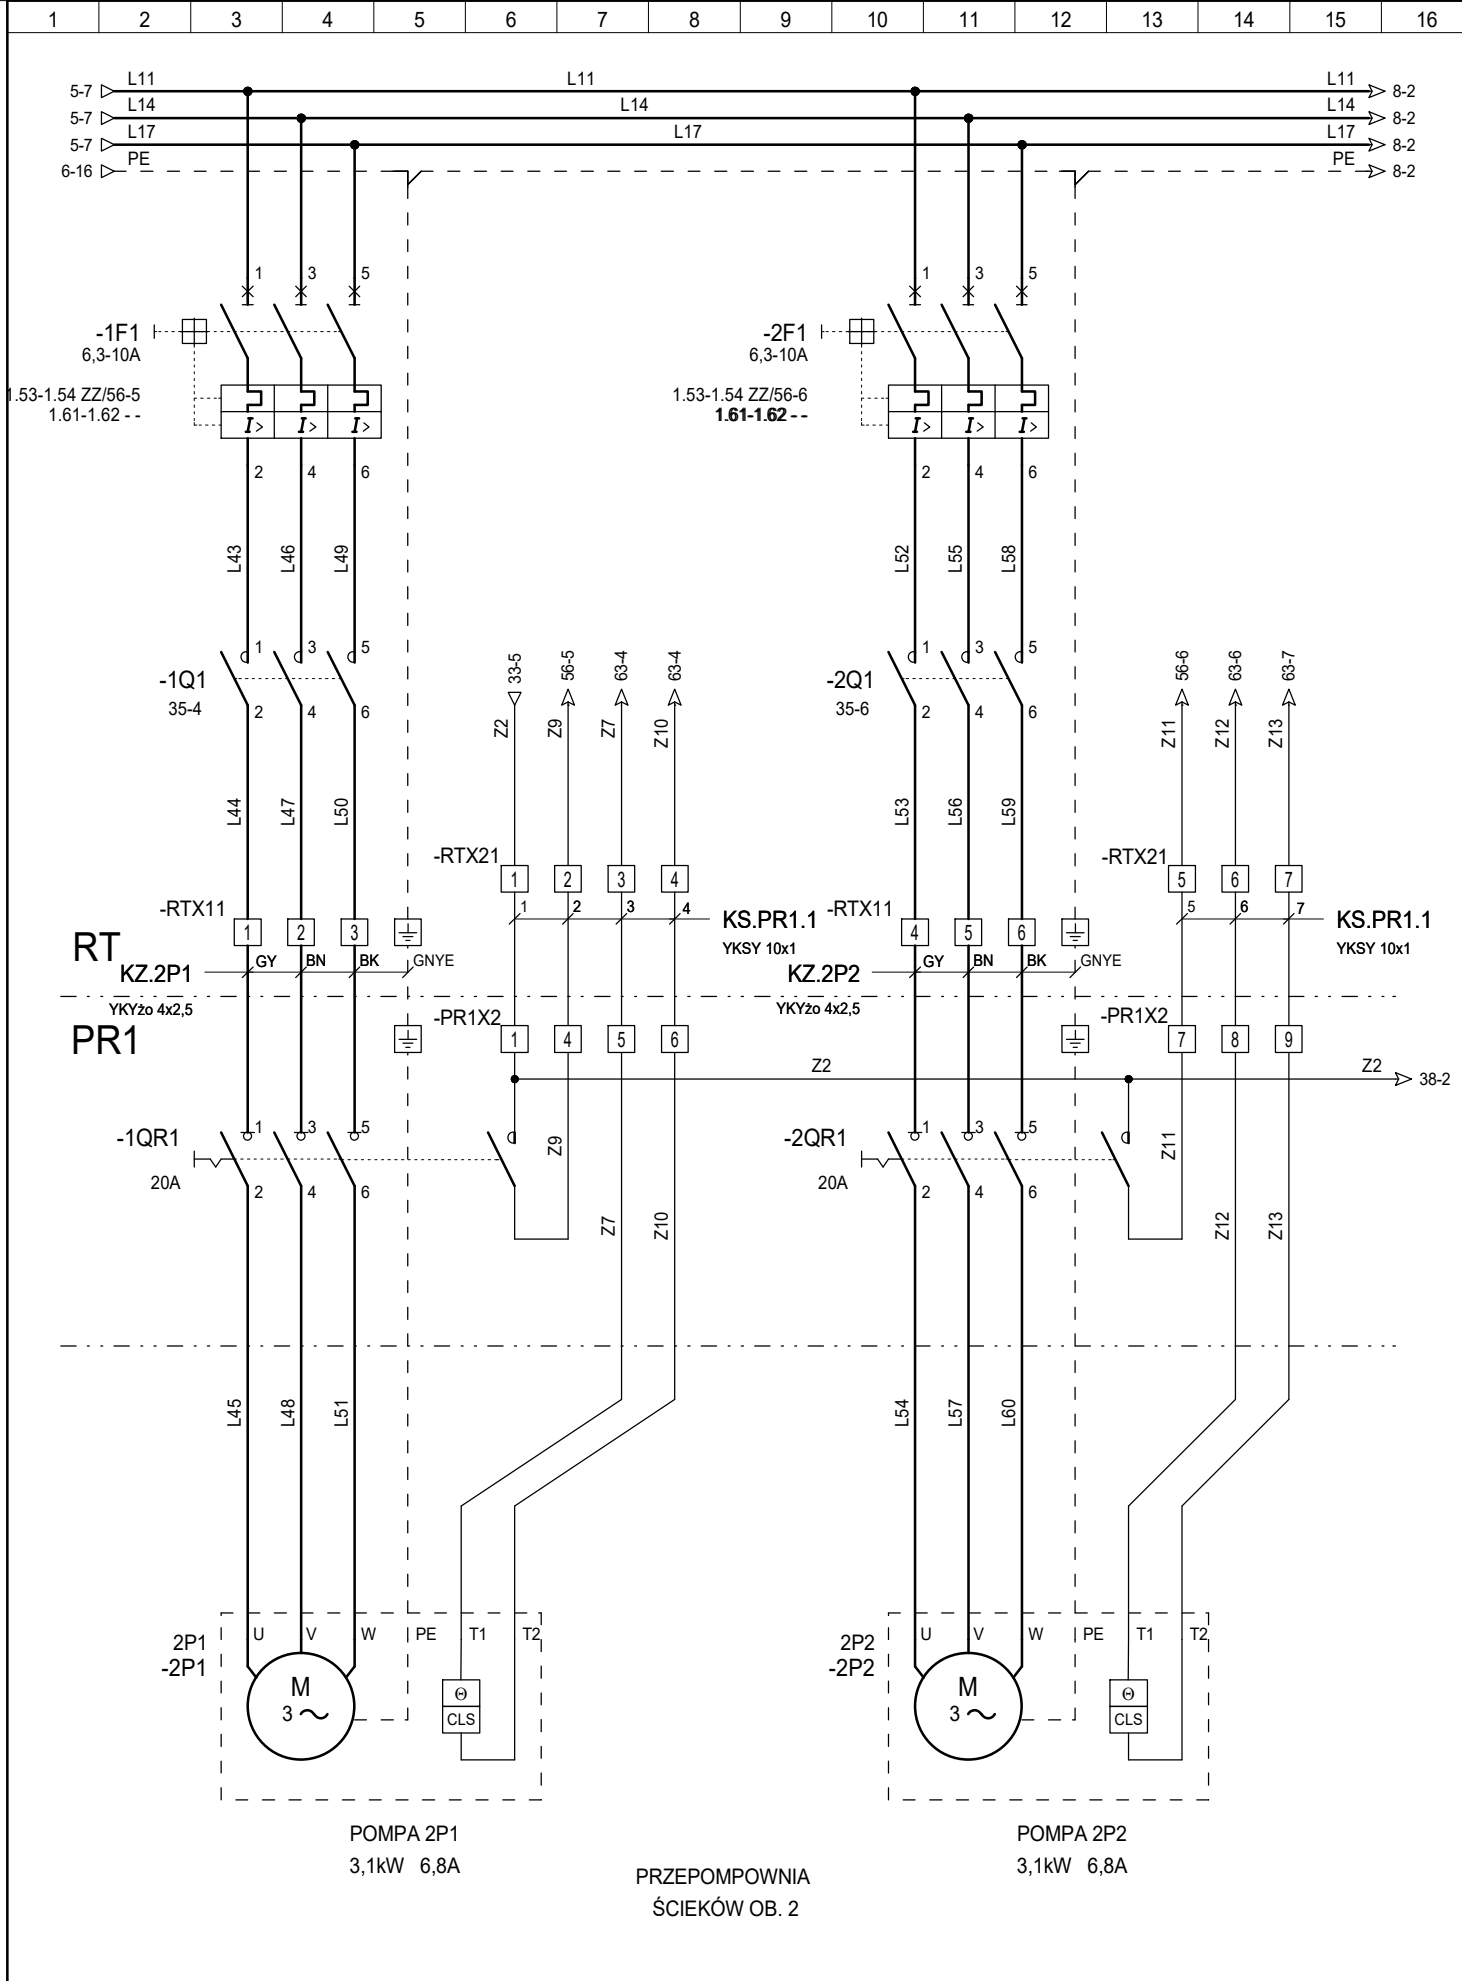 1 2 3 4 5 6 7 8 9 10 11 12 13 14 15 16
L11 L11 L11
5-7 8-2
L14 L14 L14
5-7 8-2
L17 L17 L17
5-7 8-2
PE PE
6-16 8-2
1 3 5 1 3 5
-1F1 -2F1
6,3-10A 6,3-10A
1.53-1.54 ZZ/56-5 1.53-1.54 ZZ/56-6
1.61-1.62 - - 1.61-1.62 - -
I> I> I> I> I> I>
2 4 6 2 4 6
L43 L46 L49 L52 L55 L58
1 3 5 33-5 56-5 63-4 63-4 1 3 5 56-6 63-6 63-7
-1Q1 -2Q1
35-4 35-6
2 4 6 2 4 6
Z2 Z9 Z7 Z10 Z11 Z12 Z13
L44 L47 L50 L53 L56 L59
-RTX21 -RTX21
1 2 3 4 5 6 7
-RTX11 1 2 3 4 KS.PR1.1 -RTX11 5 6 7 KS.PR1.1
1 2 3 4 5 6
YKSY 10x1 YKSY 10x1
RT
GY BN BK GNYE GY BN BK GNYE
KZ.2P1 KZ.2P2
YKYżo 4x2,5 YKYżo 4x2,5
-PR1X2 -PR1X2
PR1
1 4 5 6 7 8 9
Z2 Z2
38-2
1 3 5 1 3 5
-1QR1 -2QR1
Z9 Z11
20A 20A
2 4 6 2 4 6
Z7 Z10 Z12 Z13
L45 L48 L51 L54 L57 L60
2P1 U V W PE T1 T2 2P2 U V W PE T1 T2
-2P1 -2P2
M Θ M Θ
3 CLS 3 CLS
POMPA 2P1 POMPA 2P2
3,1kW 6,8A 3,1kW 6,8A
PRZEPOMPOWNIA
ŚCIEKÓW OB. 2